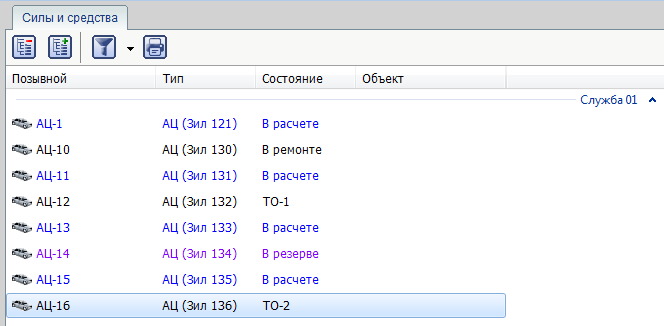 Силы и средства
Позывной Тип Состояние Объект
Служба 01
АЦ-1 АЦ (Зил 121) В расчете
АЦ-10 АЦ (Зил 130) В ремонте
АЦ-11 АЦ (Зил 131) В расчете
АЦ-12 АЦ (Зил 132) ТО-1
АЦ-13 АЦ (Зил 133) В расчете
АЦ-14 АЦ (Зил 134) В резерве
АЦ-15 АЦ (Зил 135) В расчете
АЦ-16 АЦ (Зил 136) ТО-2